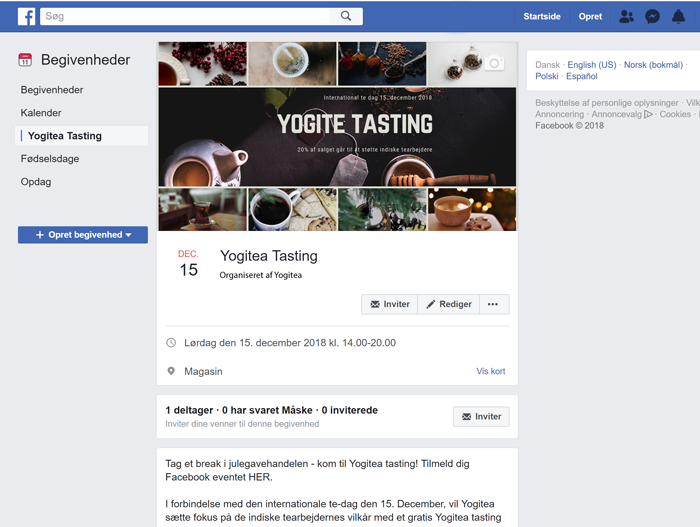 f
Søg
Startside
Opret
11
Begivenheder
Begivenheder
Kalender
Yogitea Tasting
Fødselsdage
Opdag
+ Opret begivenhed
International te dag 15. december 2018
YOGITE TASTING
20% af salget går til at støtte indiske tearbejdere
DEC.
15
Yogitea Tasting
Organiseret af Yogitea
Inviter
Rediger
Lørdag den 15. december 2018 kl. 14.00-20.00
Magasin
Vis kort
1 deltager · 0 har svaret Måske · 0 inviterede
Inviter dine venner til denne begivenhed
Inviter
Tag et break i julegavehandelen - kom til Yogitea tasting! Tilmeld dig
Facebook eventet HER.
I forbindelse med den internationale te-dag den 15. December, vil Yogitea
sætte fokus på de indiske tearbejdernes vilkår med et gratis Yogitea tasting
Dansk · English (US) · Norsk (bokmål) ·
Polski · Español
Beskyttelse af personlige oplysninger · Vilk
Annoncering · Annoncevalg · Cookies ·
Facebook © 2018